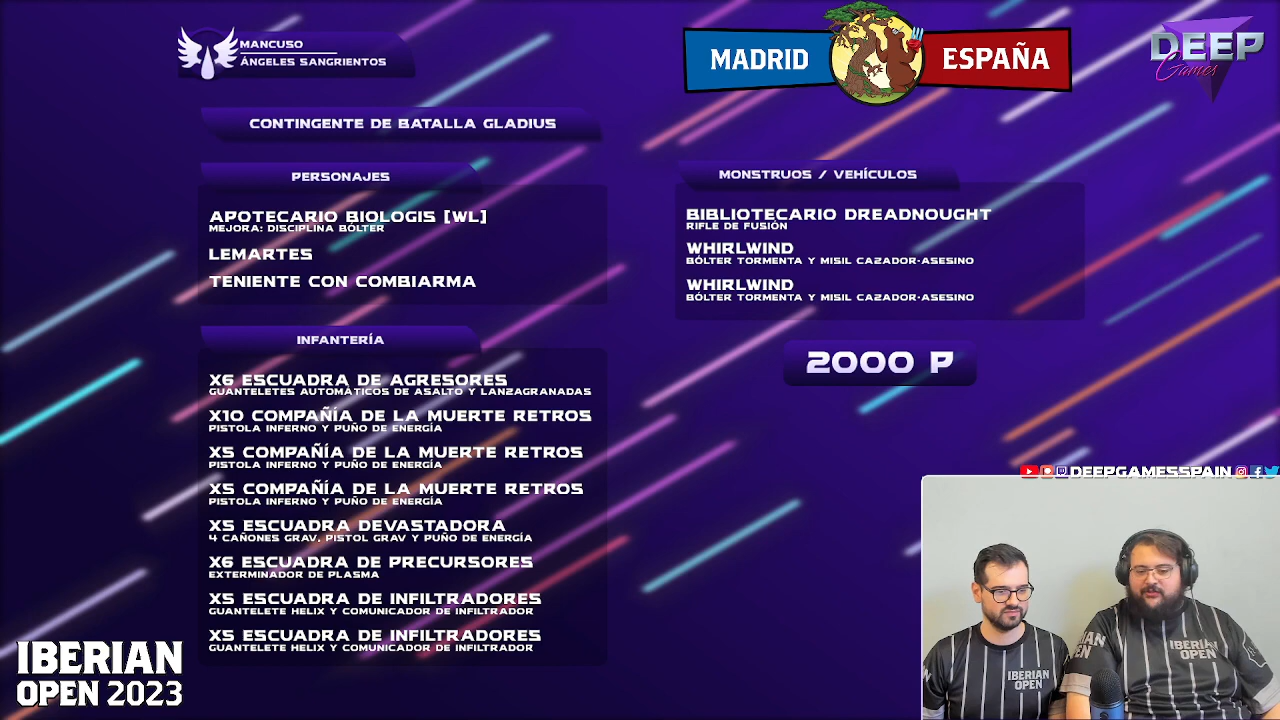 MANCUSO
ÁNGELES SANGRIENTOS
MADRID
ESPAÑA
DEEP
Games
CONTINGENTE DE BATALLA GLADIUS
PERSONAJES
APOTECARIO BIOLOGIS [WL]
MEJORA: DISCIPLINA BÓLTER
LEMARTES
TENIENTE CON COMBIARMA
INFANTERÍA
X6 ESCUADRA DE AGRESORES
GUANTELETES AUTOMÁTICOS DE ASALTO Y LANZAGRANADAS
X10 COMPAÑÍA DE LA MUERTE RETROS
PISTOLA INFERNO Y PUÑO DE ENERGÍA
X5 COMPAÑÍA DE LA MUERTE RETROS
PISTOLA INFERNO Y PUÑO DE ENERGÍA
X5 COMPAÑÍA DE LA MUERTE RETROS
PISTOLA INFERNO Y PUÑO DE ENERGÍA
X5 ESCUADRA DEVASTADORA
4 CAÑONES GRAV, PISTOL GRAV Y PUÑO DE ENERGÍA
X6 ESCUADRA DE PRECURSORES
EXTERMINADOR DE PLASMA
X5 ESCUADRA DE INFILTRADORES
GUANTELETE HELIX Y COMUNICADOR DE INFILTRADOR
X5 ESCUADRA DE INFILTRADORES
GUANTELETE HELIX Y COMUNICADOR DE INFILTRADOR
MONSTRUOS / VEHÍCULOS
BIBLIOTECARIO DREADNOUGHT
RIFLE DE FUSIÓN
WHIRLWIND
BÓLTER TORMENTA Y MISIL CAZADOR-ASESINO
WHIRLWIND
BÓLTER TORMENTA Y MISIL CAZADOR-ASESINO
2000 P
DEEPGAMESSPAIN
IBERIAN
OPEN 2023
IBERIAN
OPEN
IBERIAN
OPEN